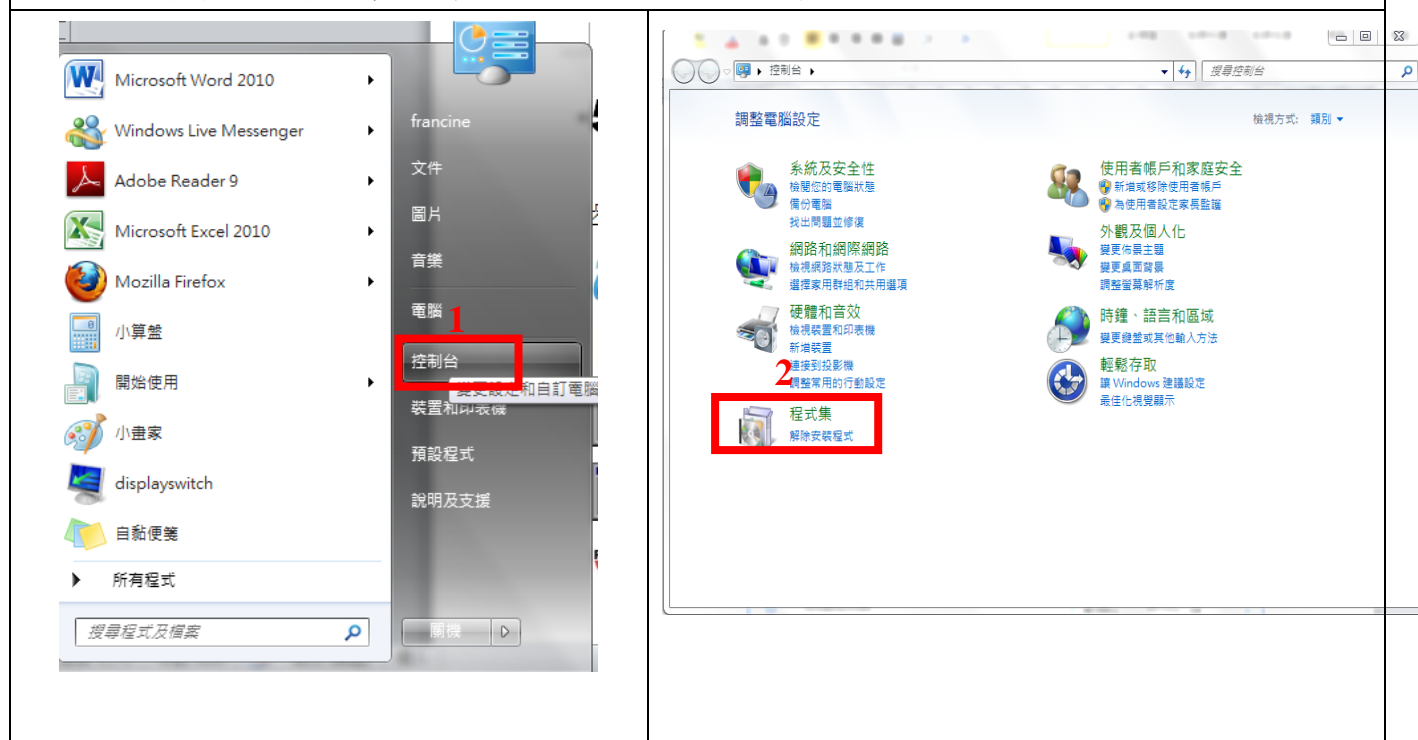 Microsoft Word 2010
Windows Live Messenger
Adobe Reader 9
Microsoft Excel 2010
Mozilla Firefox
小算盤
開始使用
小畫家
displayswitch
自黏便箋
所有程式
搜尋程式及檔案
francine
文件
圖片
音樂
電腦
1
控制台
變更設定和自訂電腦
裝置和印表機
預設程式
說明及支援
關機
控制台
搜尋控制台
調整電腦設定
檢視方式: 類別
系統及安全性
檢閱您的電腦狀態
備份電腦
找出問題並修復
網路和網際網路
檢視網路狀態及工作
選擇家用群組和共用選項
硬體和音效
檢視裝置和印表機
新增裝置
連接到投影機
調整常用的行動設定
2
程式集
解除安裝程式
使用者帳戶和家庭安全
新增或移除使用者帳戶
為使用者設定家長監護
外觀及個人化
變更佈景主題
變更桌面背景
調整螢幕解析度
時鐘、語言和區域
變更鍵盤或其他輸入方法
輕鬆存取
讓 Windows 建議設定
最佳化視覺顯示